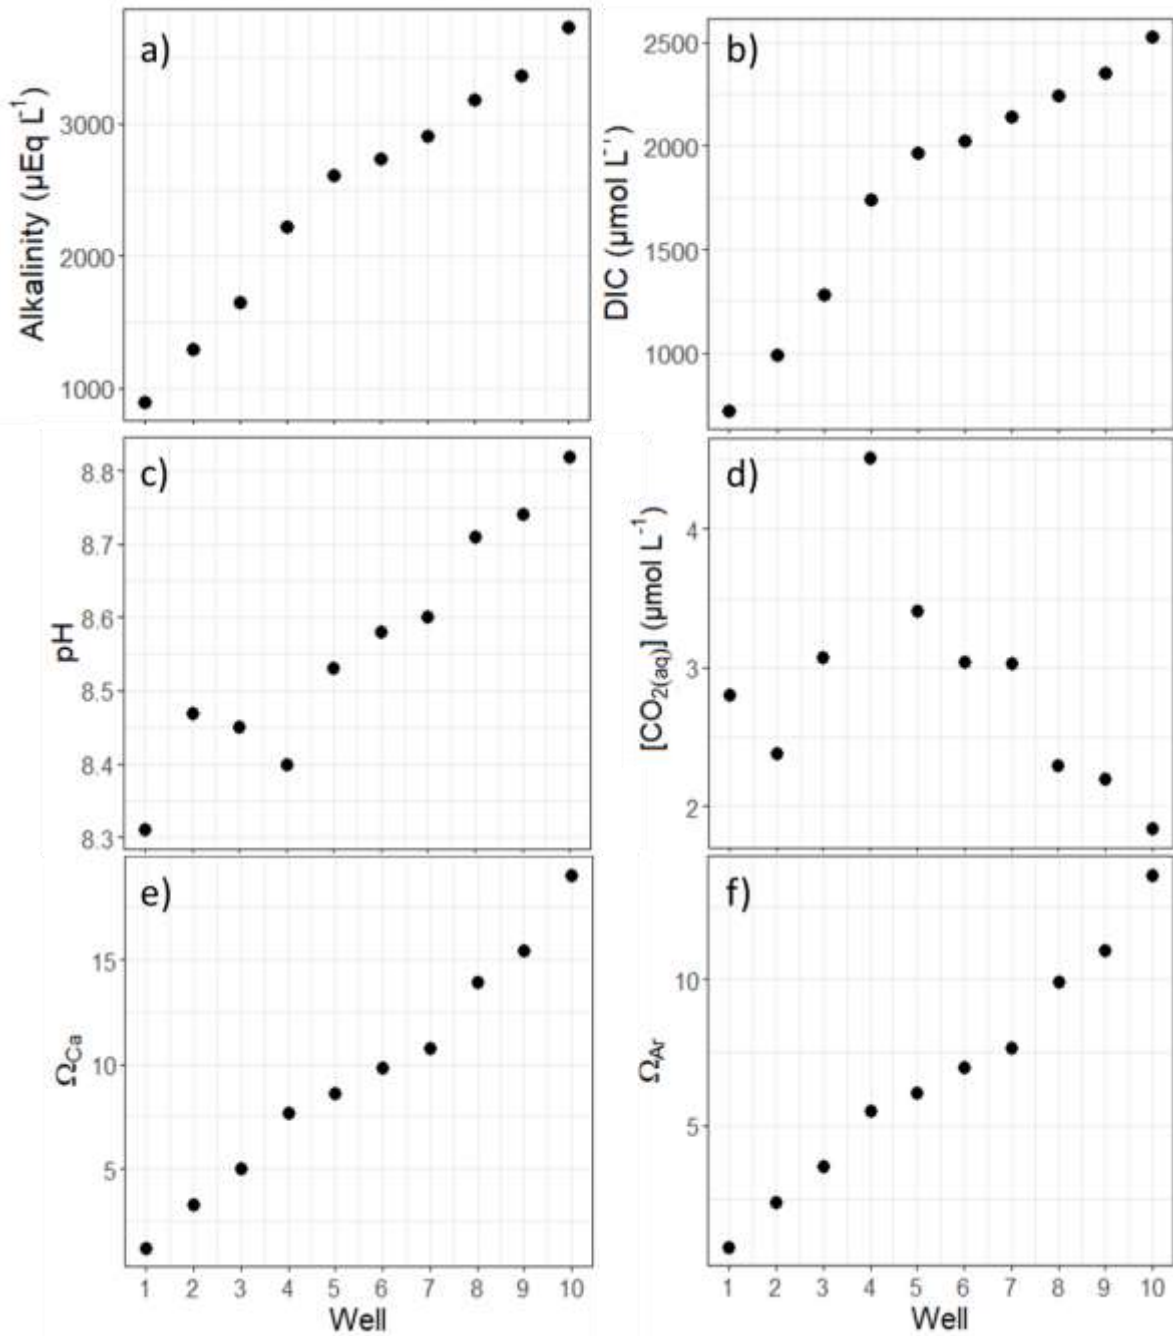 a)
Alkalinity (µEq L⁻¹)
3000
2000
1000
b)
DIC (µmol L⁻¹)
2500
2000
1500
1000
c)
pH
8.8
8.7
8.6
8.5
8.4
8.3
d)
[CO₂(aq)] (µmol L⁻¹)
4
3
2
e)
Ω_Ca
15
10
5
1 2 3 4 5 6 7 8 9 10
Well
f)
Ω_Ar
10
5
1 2 3 4 5 6 7 8 9 10
Well